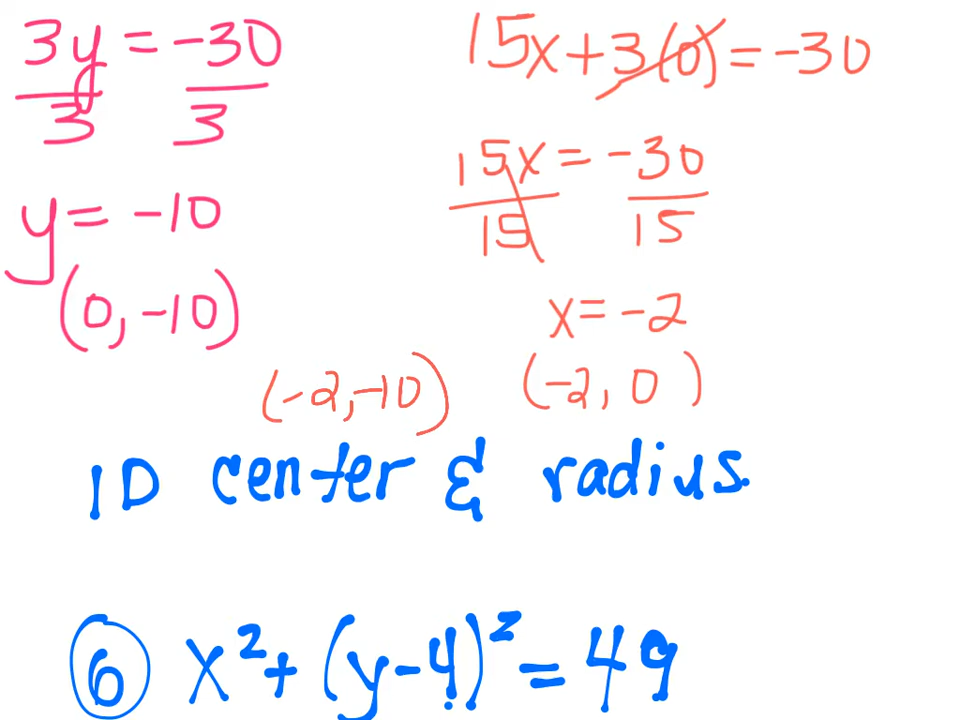 3y = -30
3 3
y = -10
(0, -10)
15x + 3(0) = -30
15x = -30
15 15
x = -2
(-2, 0)
(-2, -10)
ID center & radius.
6 x² + (y - 4)² = 49